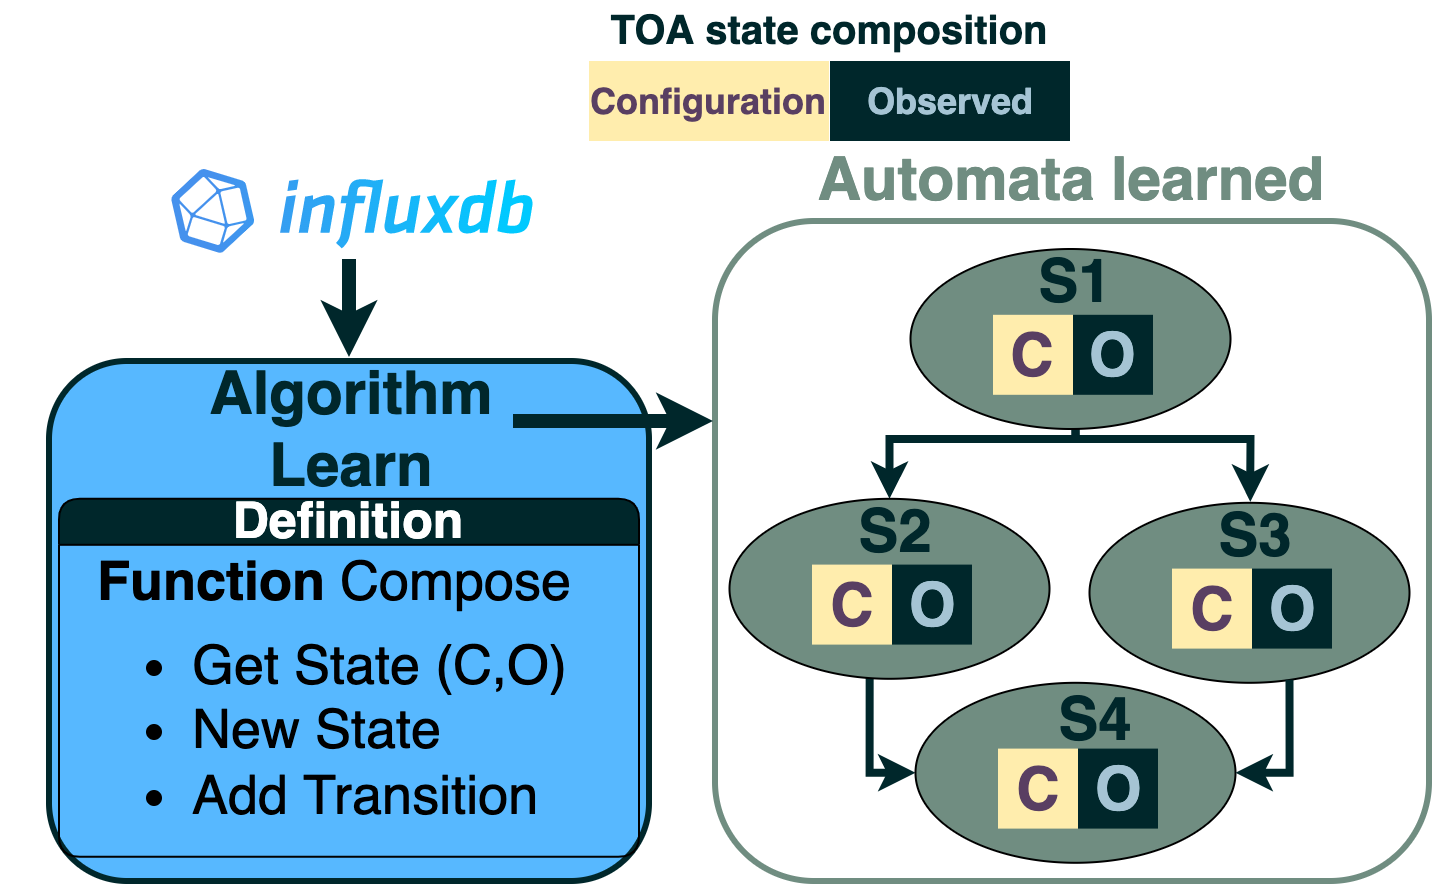 TOA state composition
Configuration
Observed
influxdb
Automata learned
Algorithm
Learn
Definition
Function Compose
• Get State (C,O)
• New State
• Add Transition
S1
C O
S2
C O
S3
C O
S4
C O